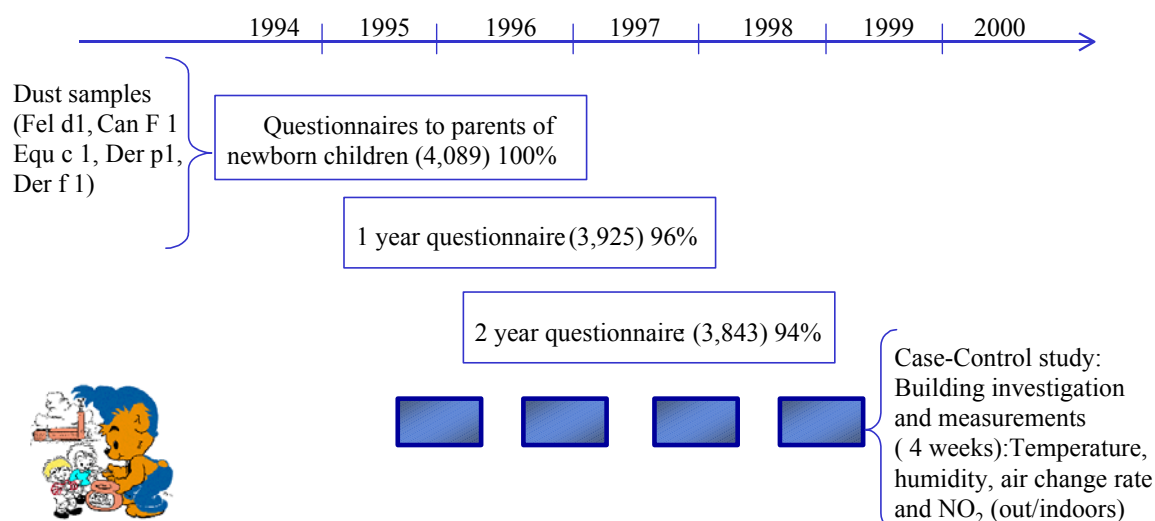 1994 1995 1996 1997 1998 1999 2000
Dust samples
(Fel d1, Can F 1
Equ c 1, Der p1,
Der f 1)
Questionnaires to parents of
newborn children (4,089) 100%
1 year questionnaire (3,925) 96%
2 year questionnaire: (3,843) 94%
Case-Control study:
Building investigation
and measurements
( 4 weeks):Temperature,
humidity, air change rate
and NO₂ (out/indoors)